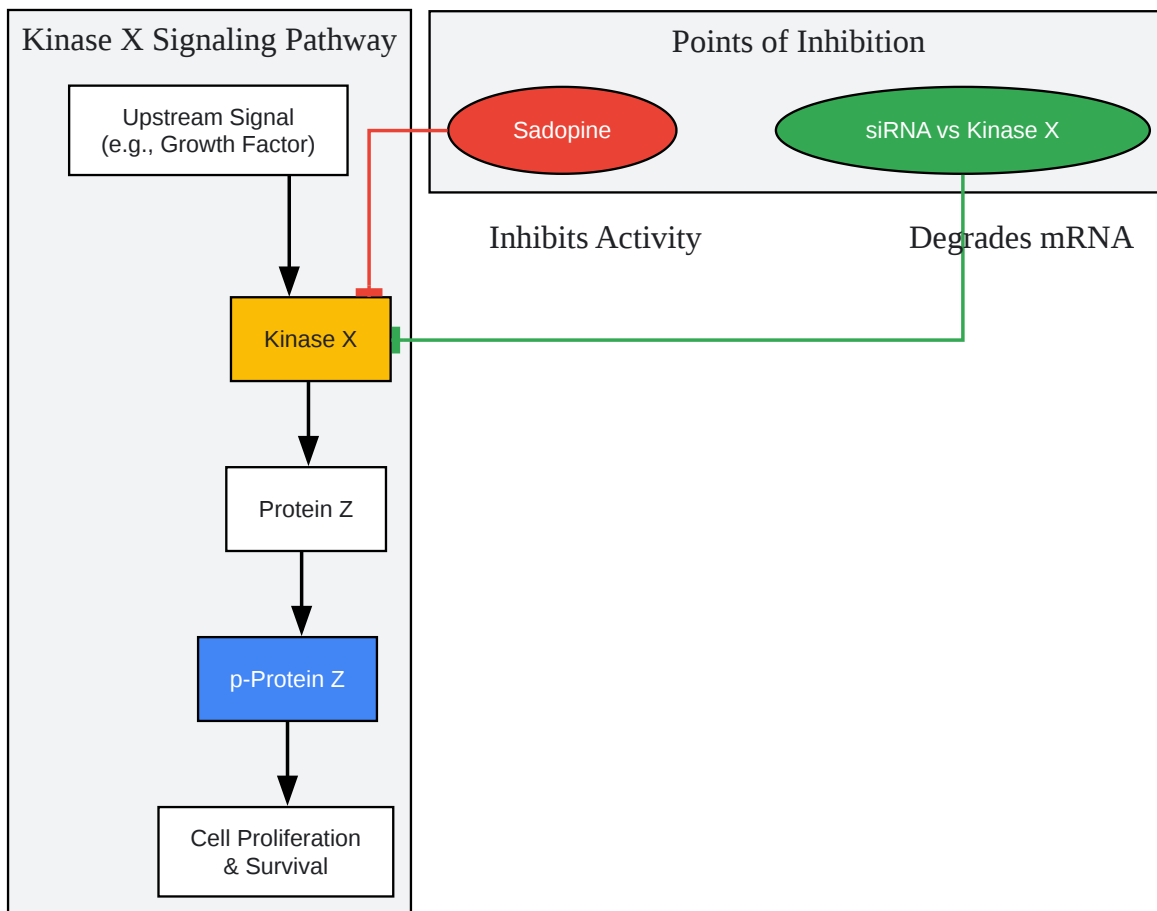 Kinase X Signaling Pathway
Points of Inhibition
Upstream Signal
(e.g., Growth Factor)
Sadopine
siRNA vs Kinase X
Inhibits Activity
Degrades mRNA
Kinase X
Protein Z
p-Protein Z
Cell Proliferation
& Survival